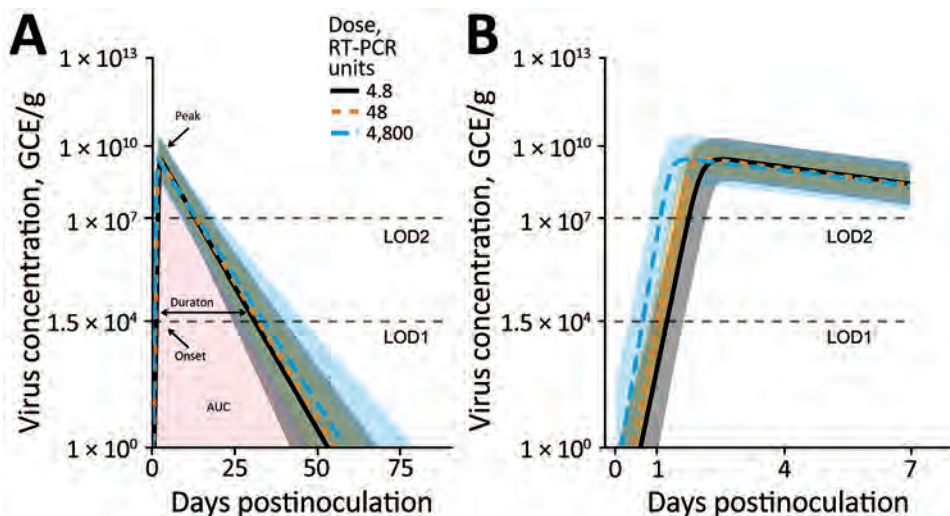 A
Virus concentration, GCE/g
1 × 10¹³
1 × 10¹⁰
1 × 10⁷
1.5 × 10⁴
1 × 10⁰
Dose,
RT-PCR
units
4.8
48
4,800
Peak
LOD2
Duraton
LOD1
Onset
AUC
0 25 50 75
Days postinoculation
B
Virus concentration, GCE/g
1 × 10¹³
1 × 10¹⁰
1 × 10⁷
1.5 × 10⁴
1 × 10⁰
LOD2
LOD1
0 1 4 7
Days postinoculation